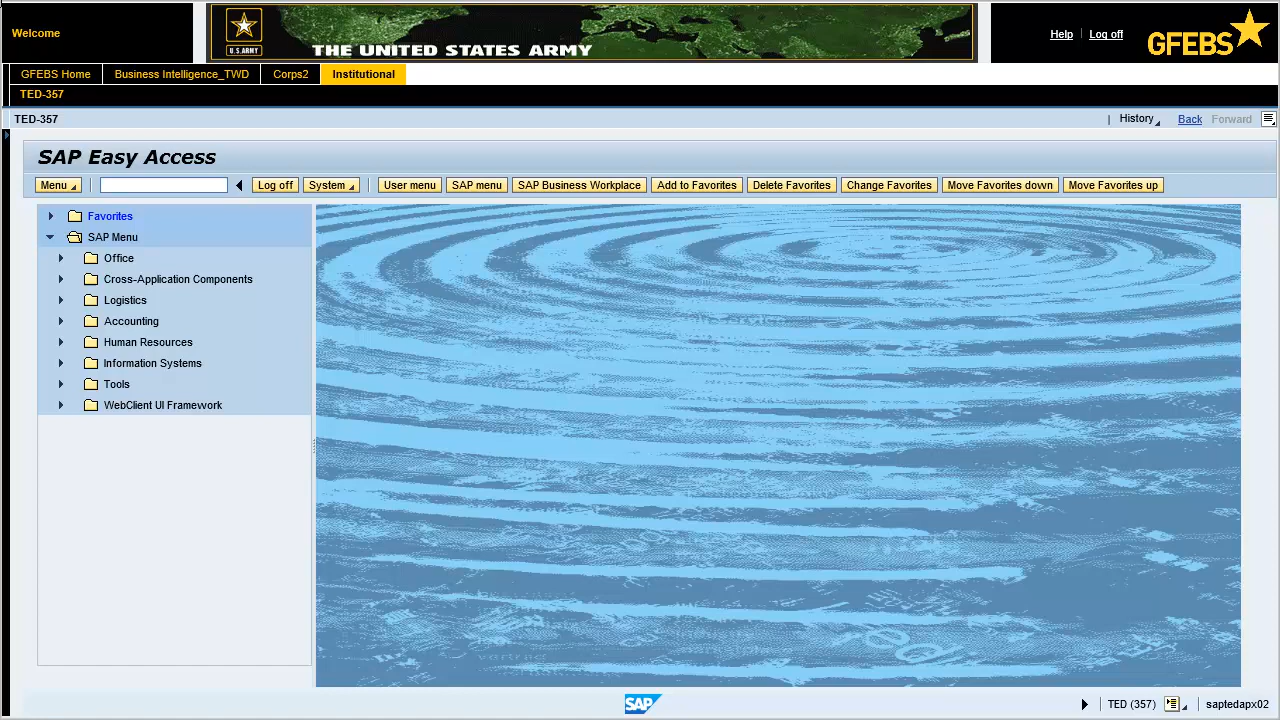 Welcome
U.S.ARMY
THE UNITED STATES ARMY
Help
Log off
GFEBS
GFEBS Home
Business Intelligence_TWD
Corps2
Institutional
TED-357
TED-357
History
Back
Forward
SAP Easy Access
Menu
Log off
System
User menu
SAP menu
SAP Business Workplace
Add to Favorites
Delete Favorites
Change Favorites
Move Favorites down
Move Favorites up
Favorites
SAP Menu
Office
Cross-Application Components
Logistics
Accounting
Human Resources
Information Systems
Tools
WebClient UI Framework
SAP
TED (357)
saptedapx02